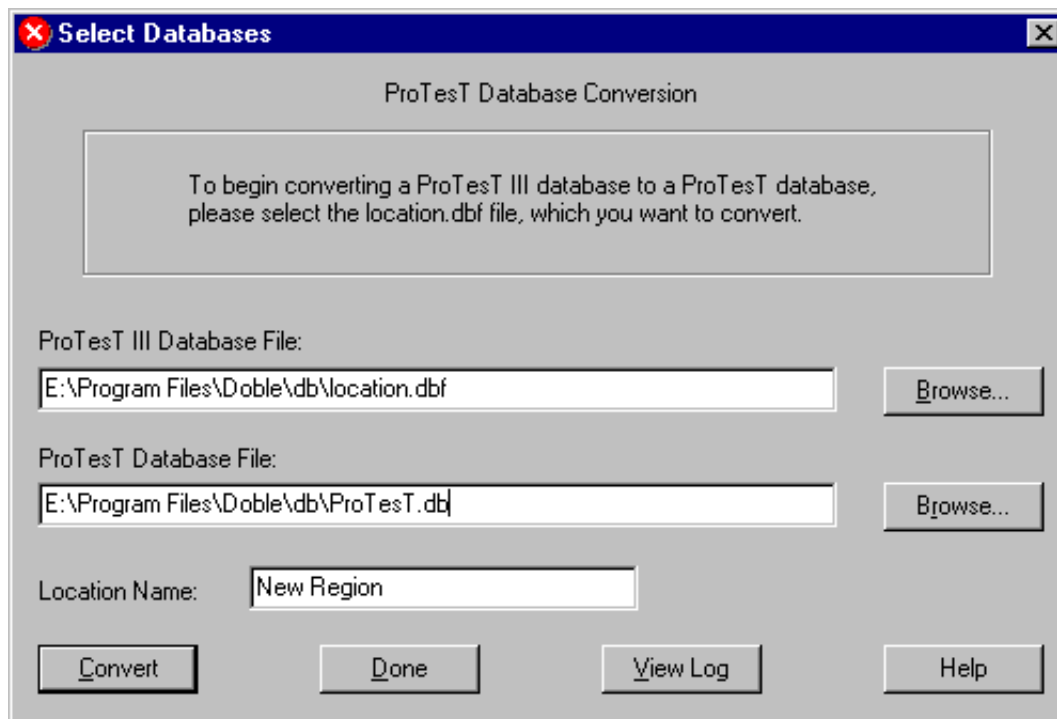 Select Databases
ProTesT Database Conversion
To begin converting a ProTesT III database to a ProTesT database,
please select the location.dbf file, which you want to convert.
ProTesT III Database File:
E:\Program Files\Doble\db\location.dbf
Browse...
ProTesT Database File:
E:\Program Files\Doble\db\ProTesT.db
Browse...
Location Name:
New Region
Convert
Done
View Log
Help